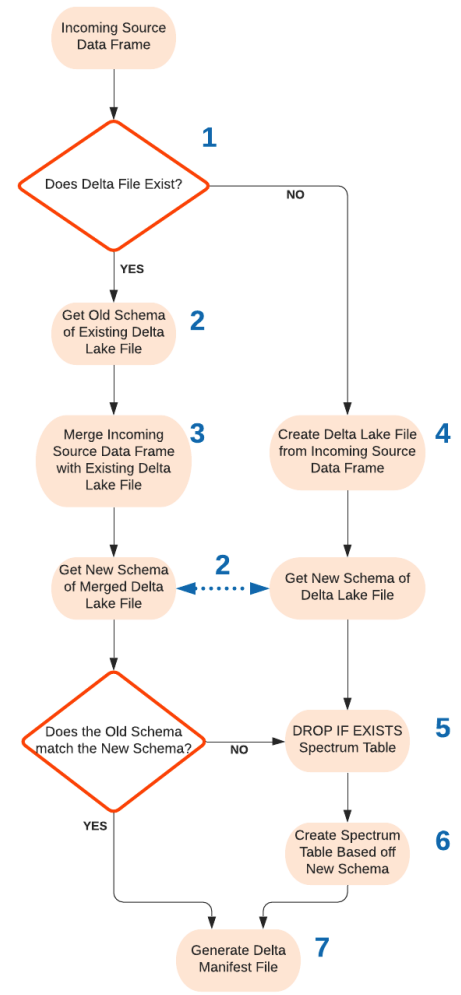 Incoming Source
Data Frame
1
Does Delta File Exist?
NO
YES
Get Old Schema
of Existing Delta
Lake File
2
Merge Incoming
Source Data Frame
with Existing Delta
Lake File
3
Create Delta Lake File
from Incoming Source
Data Frame
4
Get New Schema
of Merged Delta
Lake File
2
Get New Schema of
Delta Lake File
Does the Old Schema
match the New Schema?
NO
DROP IF EXISTS
Spectrum Table
5
YES
Create Spectrum
Table Based off
New Schema
6
Generate Delta
Manifest File
7